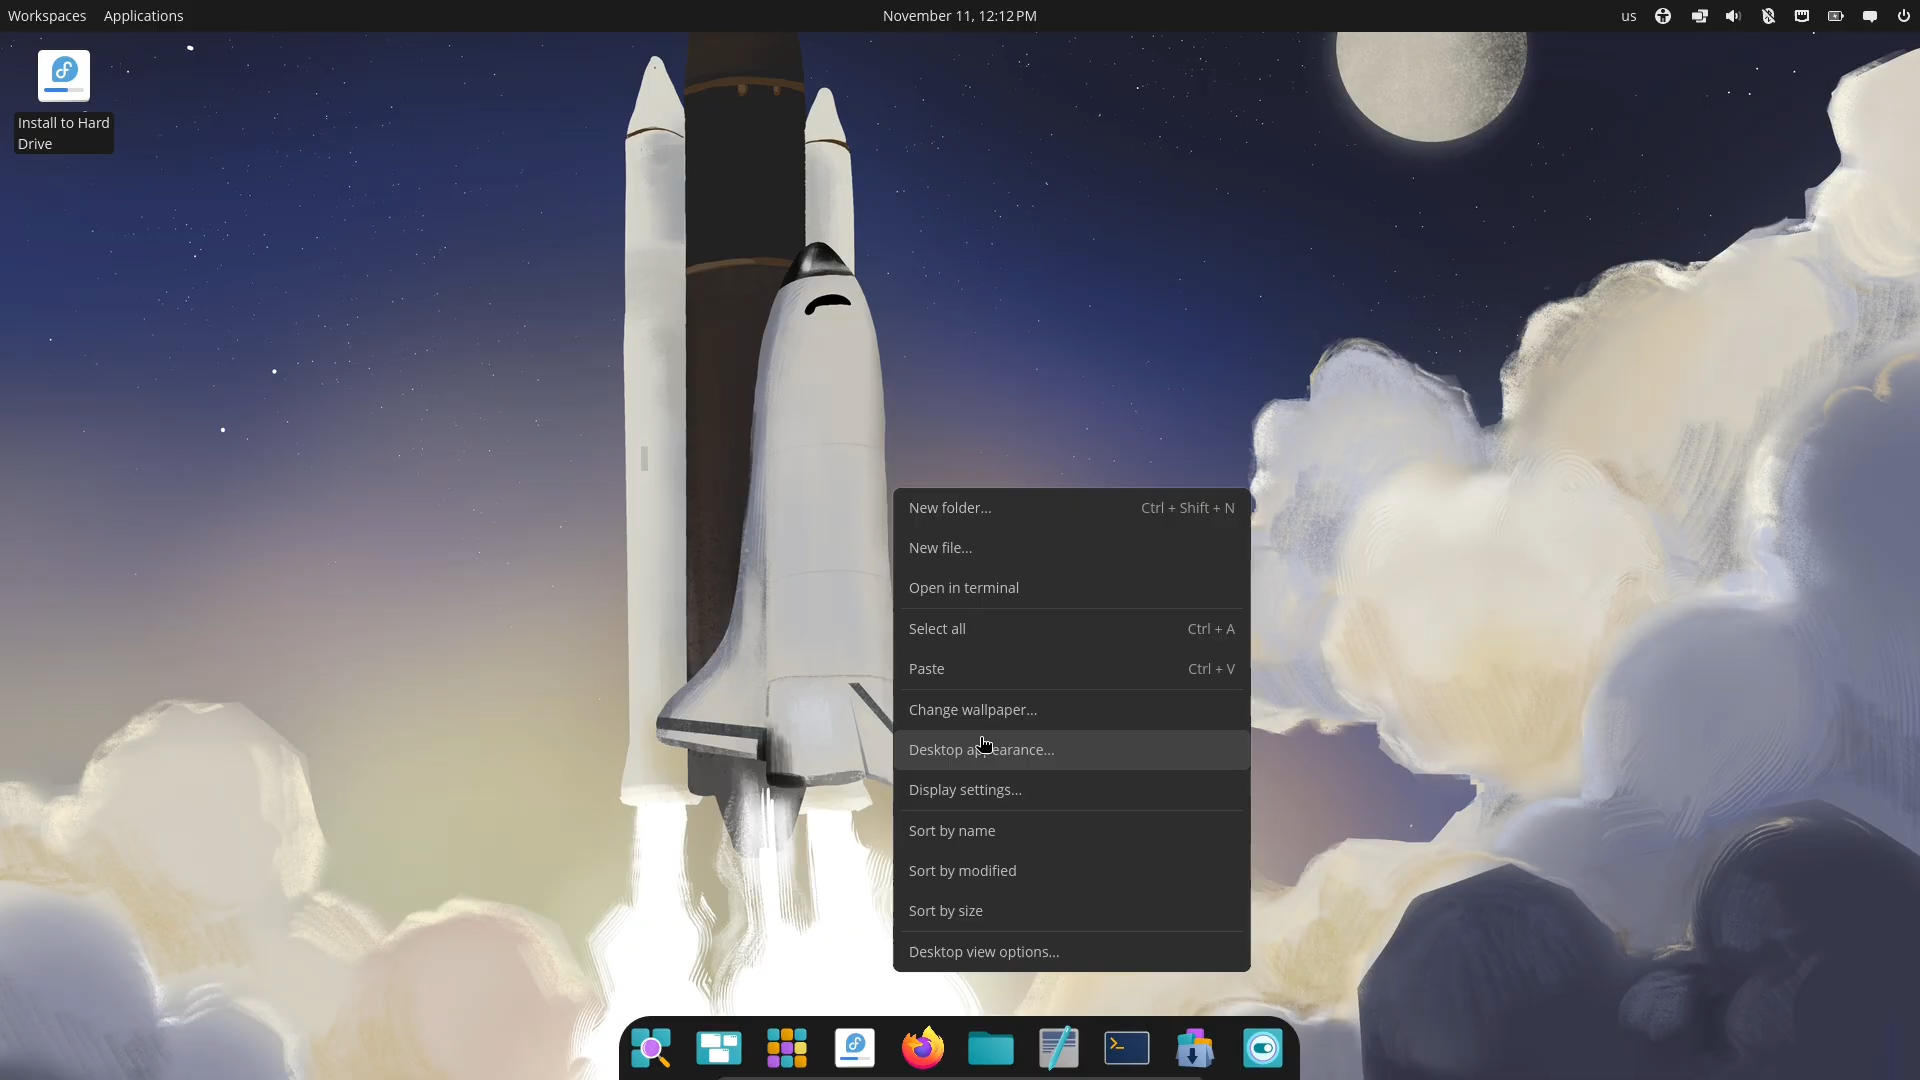 Workspaces Applications November 11, 12:12 PM us
Install to Hard
Drive
New folder... Ctrl + Shift + N
New file...
Open in terminal
Select all Ctrl + A
Paste Ctrl + V
Change wallpaper...
Desktop appearance...
Display settings...
Sort by name
Sort by modified
Sort by size
Desktop view options...